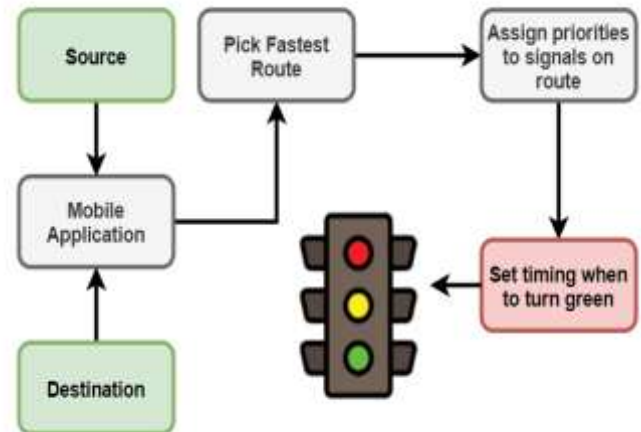 Source
Pick Fastest
Route
Assign priorities
to signals on
route
Mobile
Application
Set timing when
to turn green
Destination